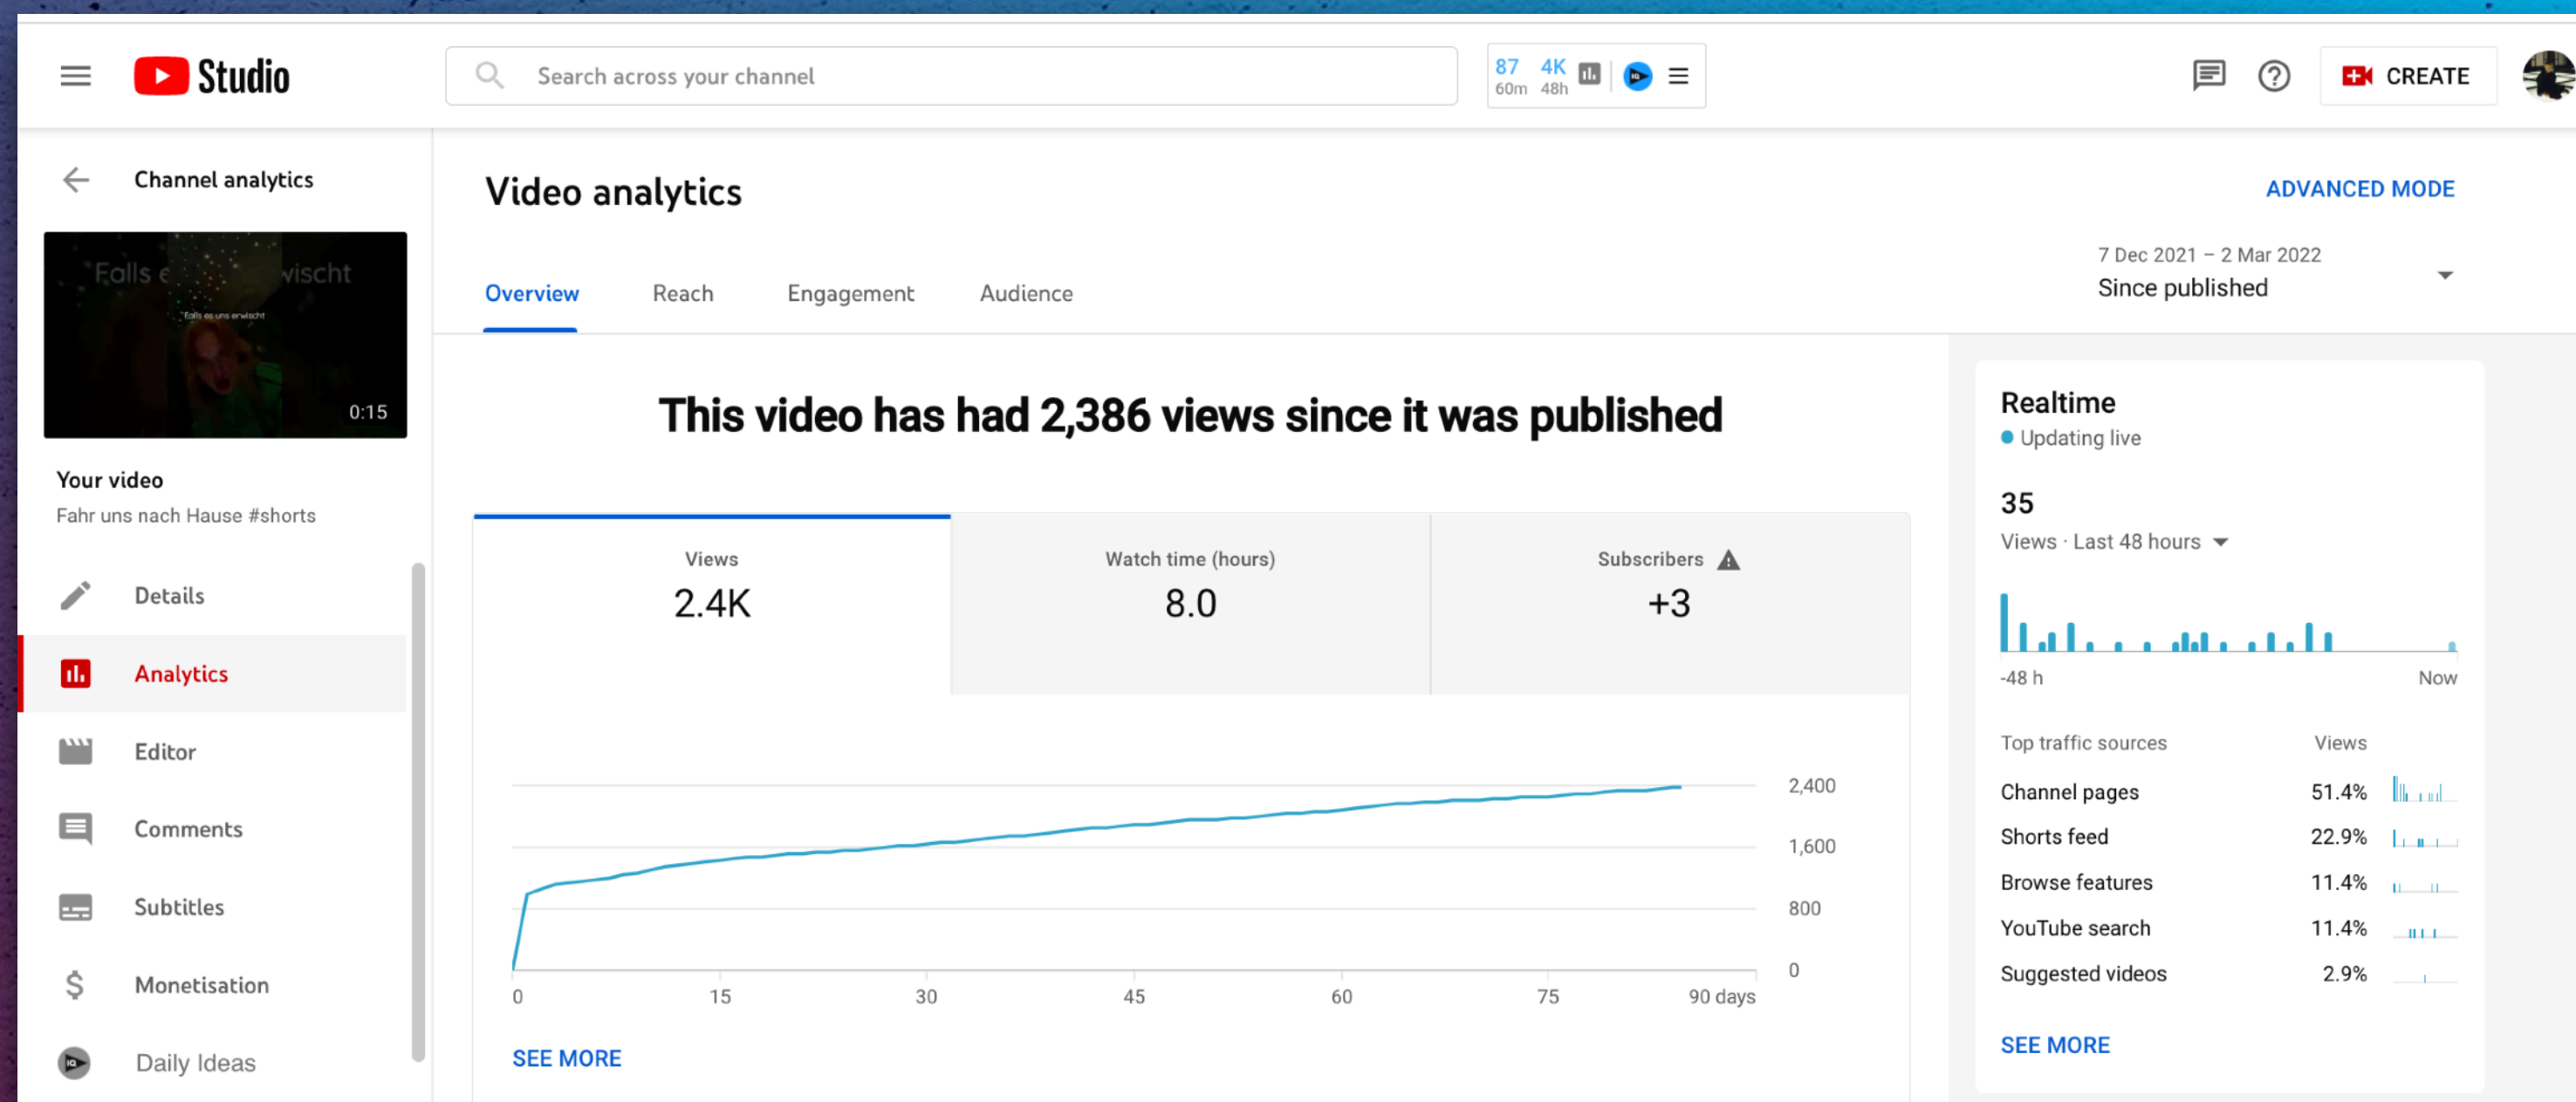 Studio
Search across your channel
87 4K
60m 48h
CREATE
Channel analytics
"Falls e wischt
"Falls es uns erwischt
0:15
Your video
Fahr uns nach Hause #shorts
Details
Analytics
Editor
Comments
Subtitles
Monetisation
Daily Ideas
Video analytics
ADVANCED MODE
7 Dec 2021 – 2 Mar 2022
Since published
Overview Reach Engagement Audience
This video has had 2,386 views since it was published
Views
2.4K
Watch time (hours)
8.0
Subscribers
+3
2,400
1,600
800
0
0 15 30 45 60 75 90 days
SEE MORE
Realtime
Updating live
35
Views · Last 48 hours
-48 h Now
Top traffic sources Views
Channel pages 51.4%
Shorts feed 22.9%
Browse features 11.4%
YouTube search 11.4%
Suggested videos 2.9%
SEE MORE